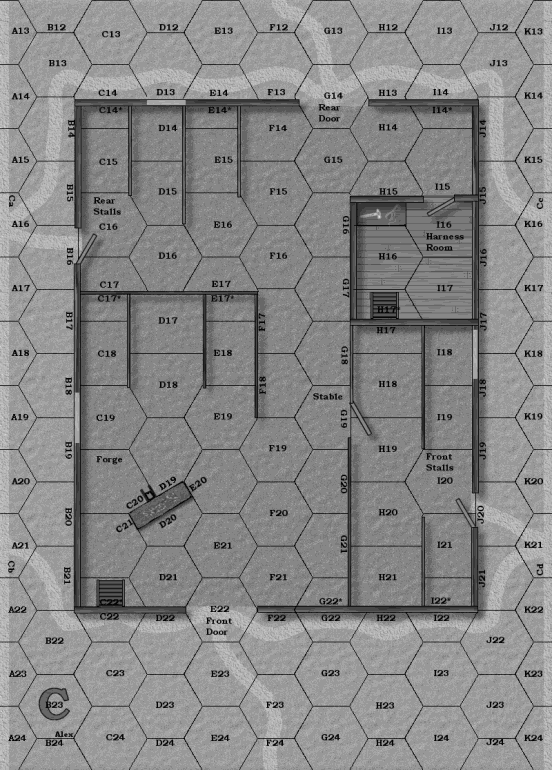 A13 B12 C13 D12 E13 F12 G13 H12 I13 J12 K13
B13 J13
A14 C14 D13 E14 F13 G14 H13 I14 K14
C14* E14* Rear Door I14*
B14 D14 F14 H14 J14
A15 C15 E15 G15 I15 K15
B15 D15 F15 H15 J15
Ca Rear Stalls Cc
A16 C16 E16 G16 I16 K16
Harness Room
B16 D16 F16 H16 J16
A17 C17 E17 G17 I17 K17
C17* E17* H17*
B17 D17 F17 H17 J17
A18 C18 E18 G18 I18 K18
B18 D18 F18 H18 J18
Stable
A19 C19 E19 G19 I19 K19
B19 Forge F19 H19 Front Stalls J19
A20 C20 D19 E20 G20 I20 K20
B20 C21 D20 F20 H20 J20
A21 E21 G21 I21 K21
Cb B21 D21 F21 H21 J21
C22* G22* I22*
A22 C22 D22 E22 F22 G22 H22 I22 K22
Front Door
B22 J22
A23 C23 E23 G23 I23 K23
C
B23 D23 F23 H23 J23
Alex
A24 B24 C24 D24 E24 F24 G24 H24 I24 J24 K24